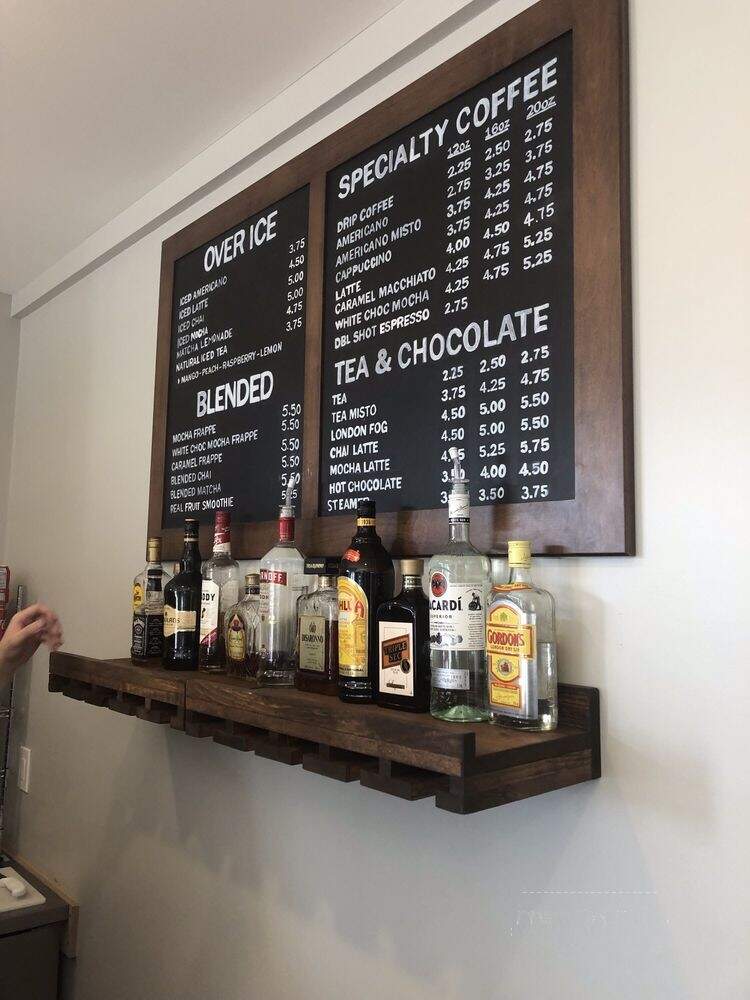 OVER ICE
ICED AMERICANO 3.75
ICED LATTE 4.50
ICED CHAI 5.00
ICED MOCHA 5.00
MATCHA LEMONADE 4.75
NATURAL ICED TEA 3.75
• MANGO-PEACH-RASPBERRY-LEMON
BLENDED
MOCHA FRAPPE 5.50
WHITE CHOC MOCHA FRAPPE 5.50
CARAMEL FRAPPE 5.50
BLENDED CHAI 5.50
BLENDED MATCHA 5.50
REAL FRUIT SMOOTHIE
SPECIALTY COFFEE
12oz 16oz 20oz
DRIP COFFEE 2.25 2.50 2.75
AMERICANO 2.75 3.25 3.75
AMERICANO MISTO 3.75 4.25 4.75
CAPPUCCINO 3.75 4.25 4.75
LATTE 4.00 4.50 4.75
CARAMEL MACCHIATO 4.25 4.75 5.25
WHITE CHOC MOCHA 4.25 4.75 5.25
DBL SHOT ESPRESSO 2.75
TEA & CHOCOLATE
TEA 2.25 2.50 2.75
TEA MISTO 3.75 4.25 4.75
LONDON FOG 4.50 5.00 5.50
CHAI LATTE 4.50 5.00 5.50
MOCHA LATTE 5.25 5.75
HOT CHOCOLATE 4.00 4.50
STEAMER 3.50 3.75
DISARONNO
TRIPLE SEC
BACARDÍ
SUPERIOR
GORDON'S
LONDON DRY GIN